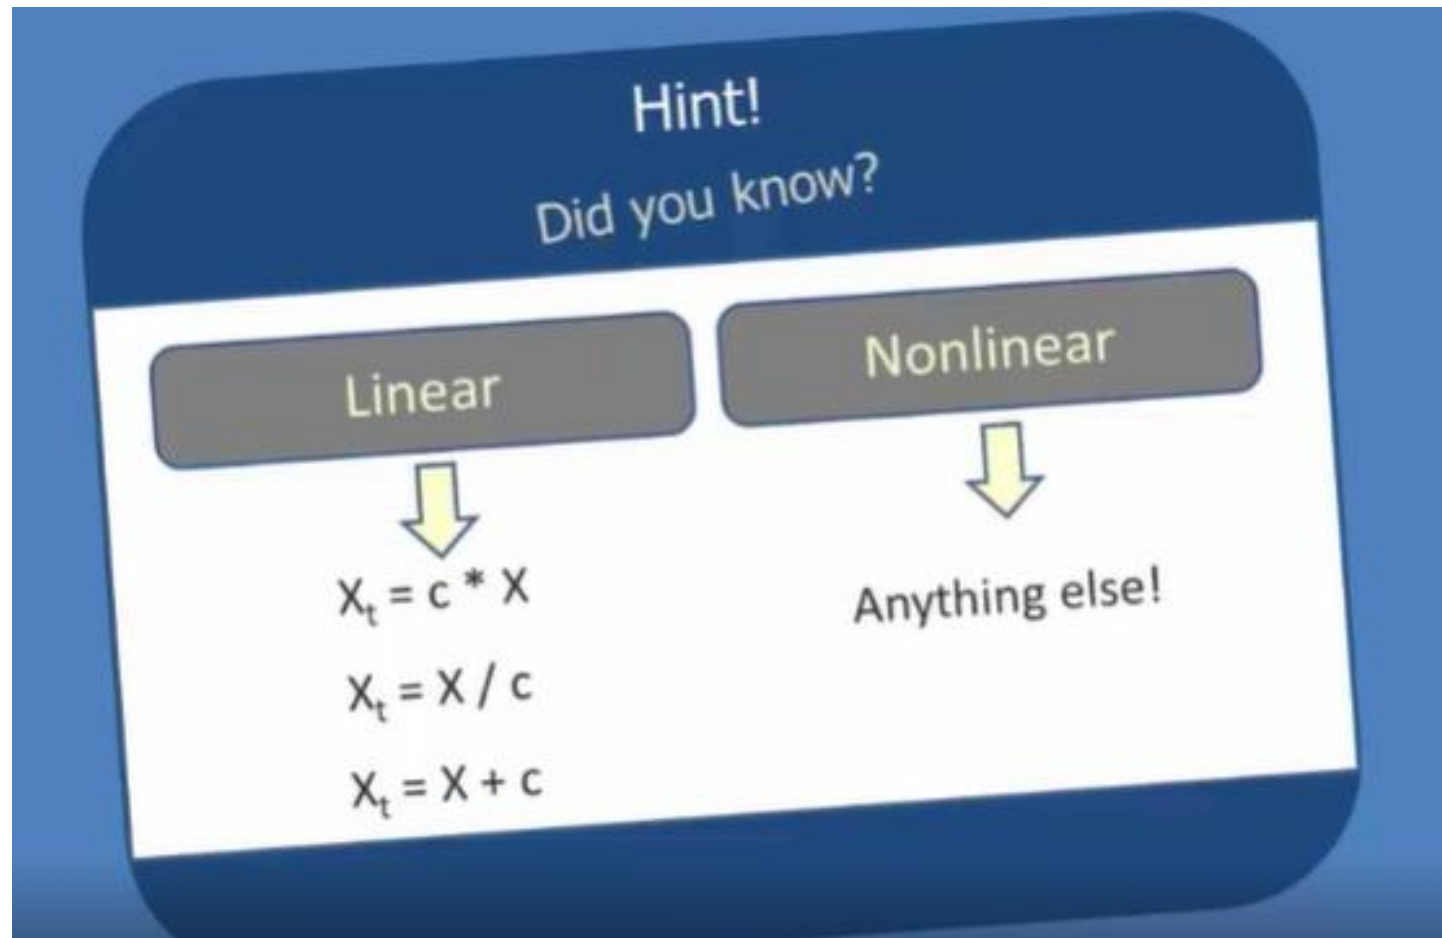 Hint!
Did you know?
Linear
Nonlinear
Xₜ = c * X
Xₜ = X / c
Xₜ = X + c
Anything else!